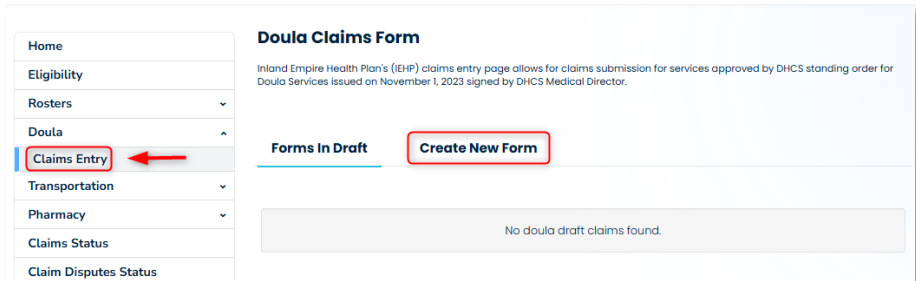 Home
Eligibility
Rosters
Doula
Claims Entry
Transportation
Pharmacy
Claims Status
Claim Disputes Status
Doula Claims Form
Inland Empire Health Plan's (IEHP) claims entry page allows for claims submission for services approved by DHCS standing order for
Doula Services issued on November 1, 2023 signed by DHCS Medical Director.
Forms In Draft
Create New Form
No doula draft claims found.